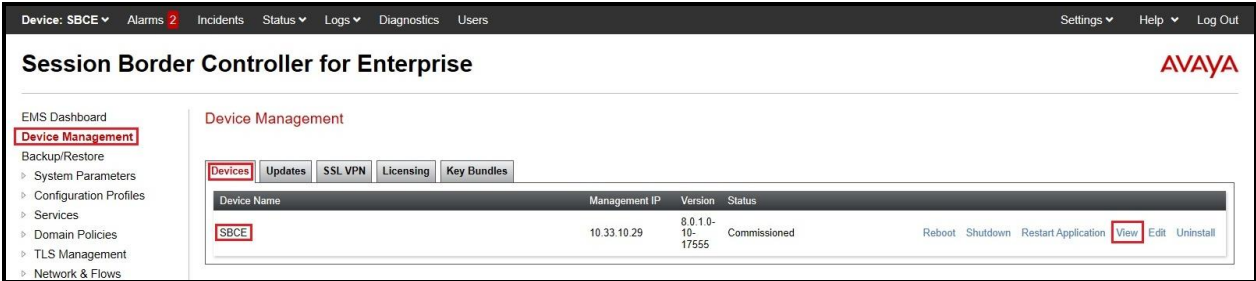 Device: SBCE Alarms 2 Incidents Status Logs Diagnostics Users Settings Help Log Out
Session Border Controller for Enterprise
AVAYA
EMS Dashboard
Device Management
Backup/Restore
System Parameters
Configuration Profiles
Services
Domain Policies
TLS Management
Network & Flows
Device Management
Devices Updates SSL VPN Licensing Key Bundles
Device Name Management IP Version Status
SBCE 10.33.10.29 8.0.1.0-
10-
17555 Commissioned Reboot Shutdown Restart Application View Edit Uninstall